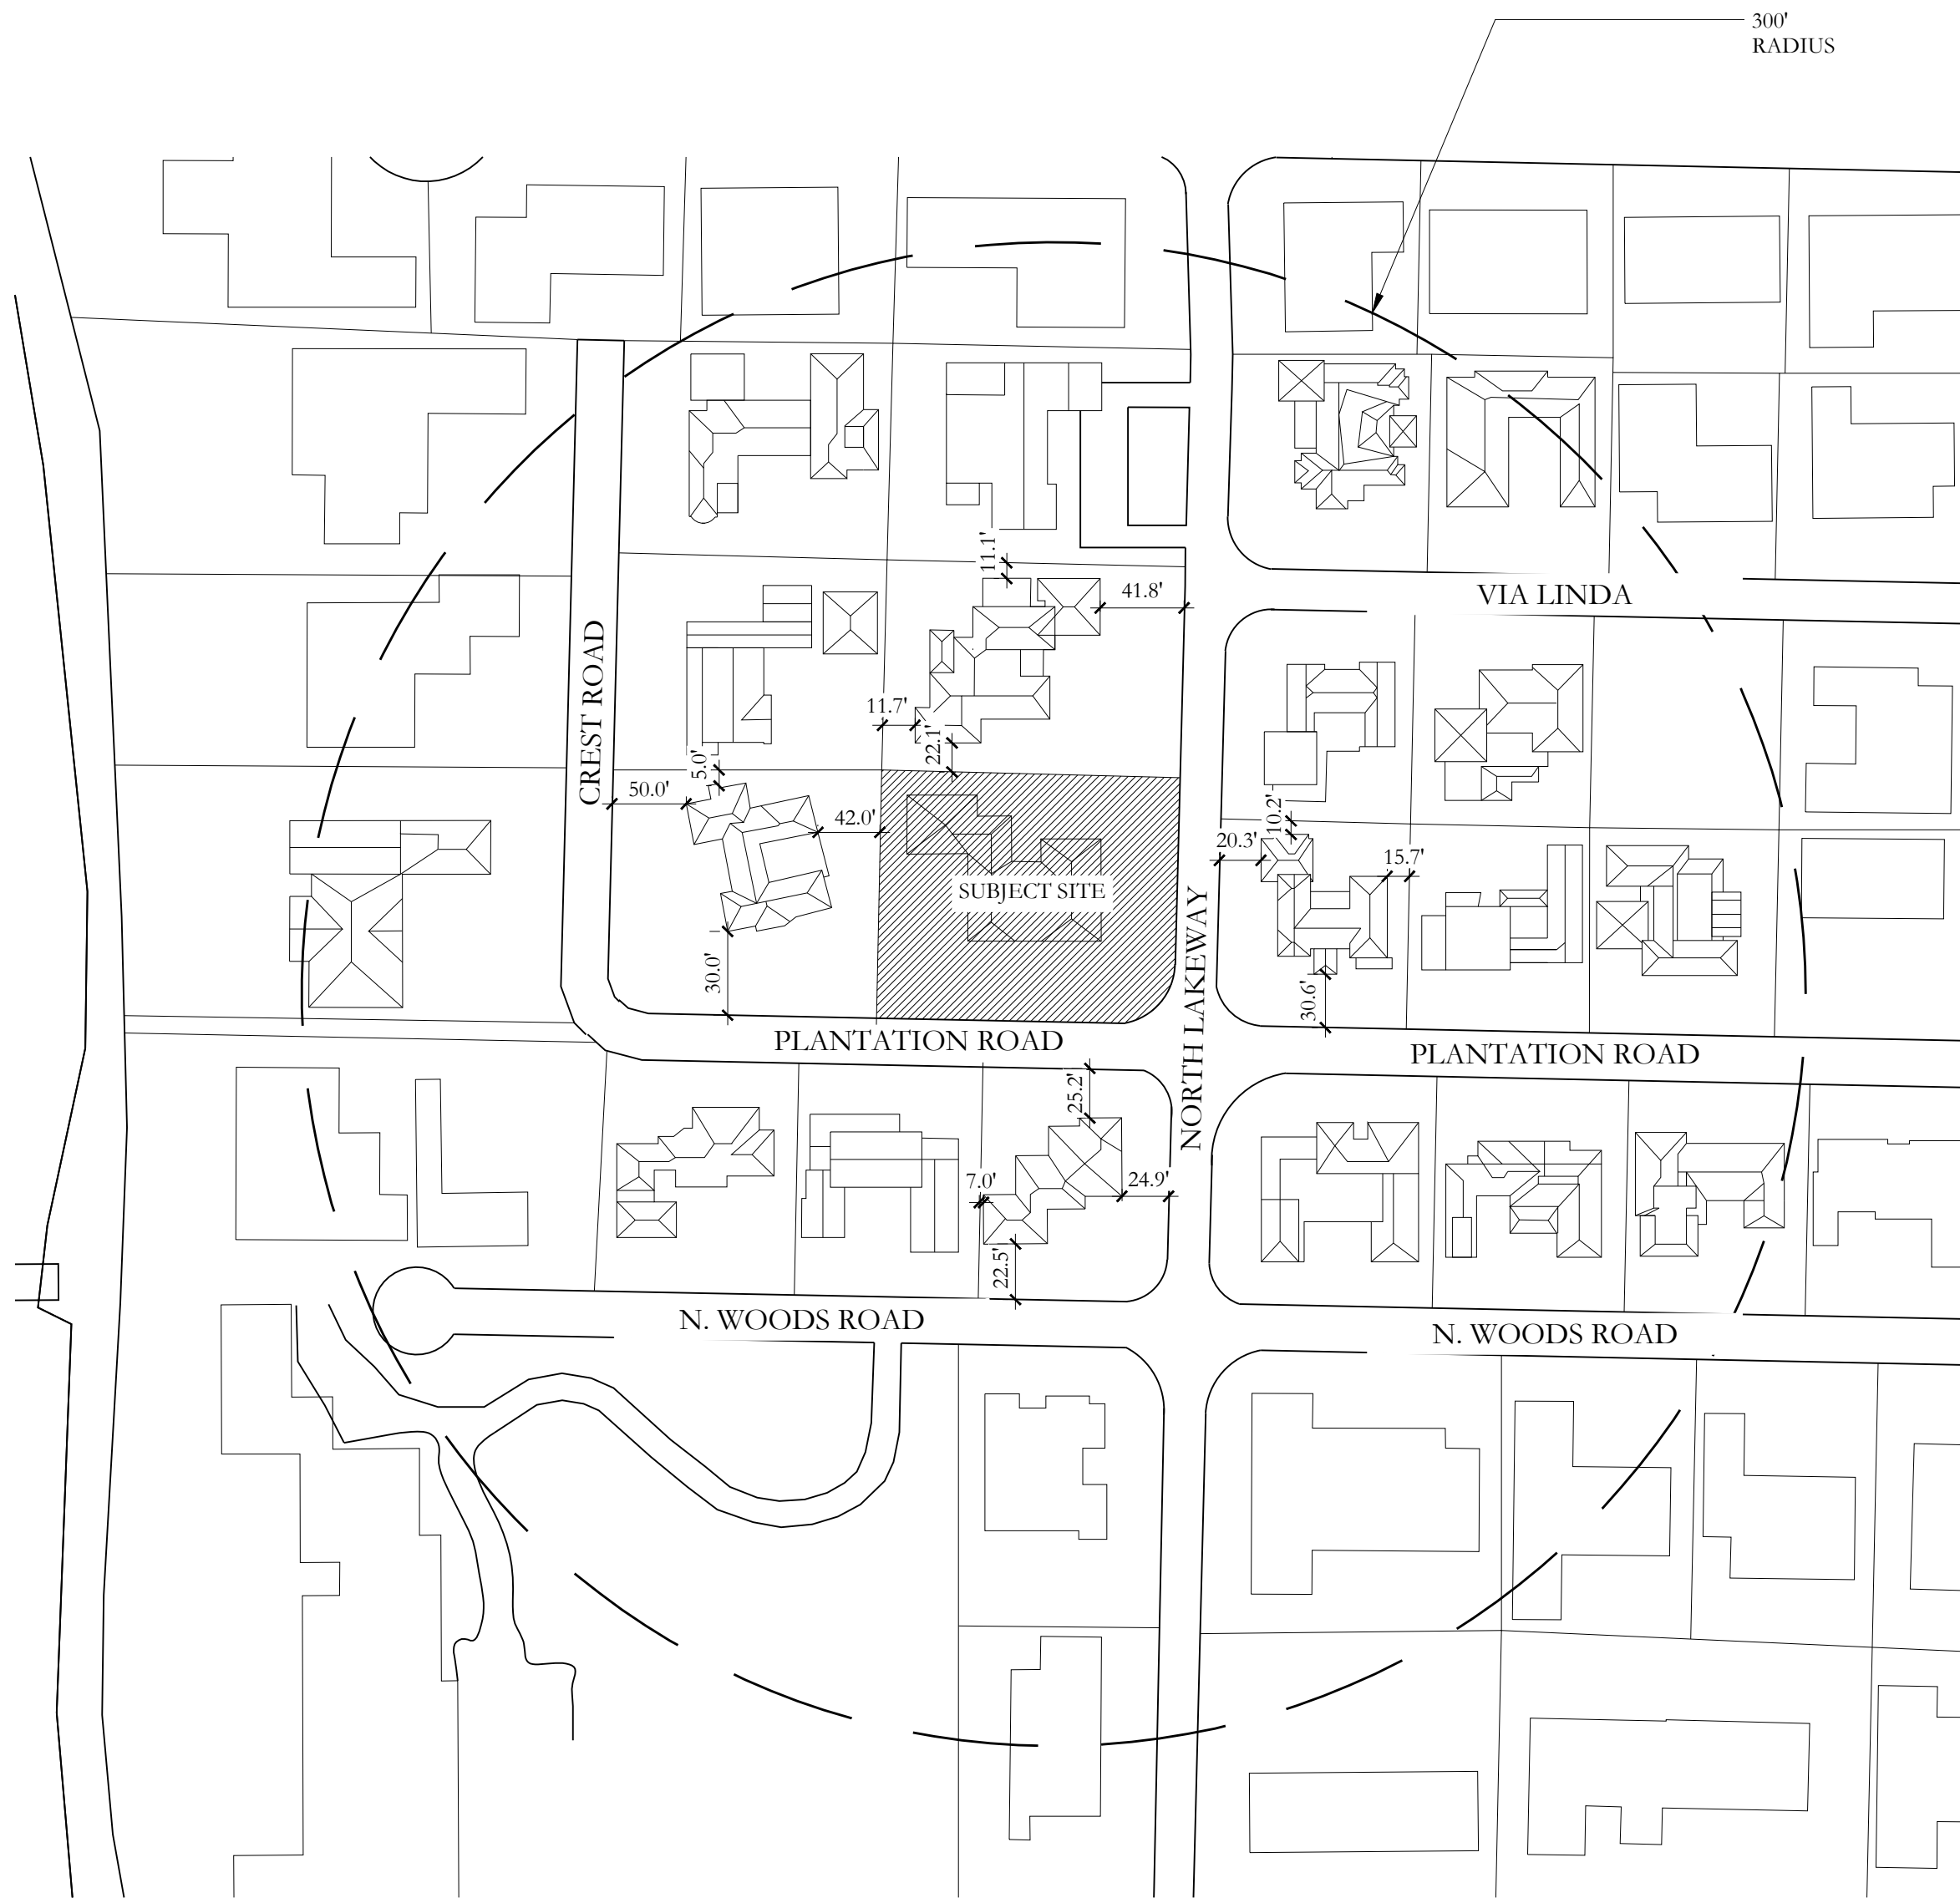 300'
RADIUS
11.1'
41.8'
VIA LINDA
CREST ROAD
11.7'
22.1'
5.0'
50.0'
42.0'
10.2'
20.3'
15.7'
SUBJECT SITE
NORTH LAKEWAY
30.0'
30.6'
PLANTATION ROAD
PLANTATION ROAD
25.2'
7.0'
24.9'
22.5'
N. WOODS ROAD
N. WOODS ROAD